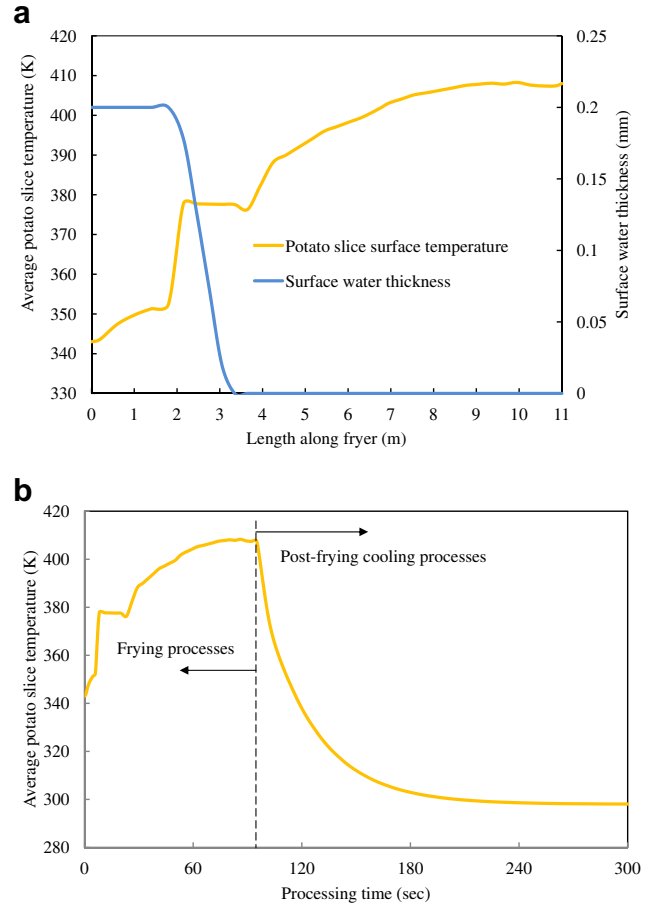 a
420
410
400
390
380
370
360
350
340
330
Average potato slice temperature (K)
0.25
0.20
0.15
0.1
0.05
0
Surface water thickness (mm)
Potato slice surface temperature
Surface water thickness
0 1 2 3 4 5 6 7 8 9 10 11
Length along fryer (m)
b
420
400
380
360
340
320
300
280
Average potato slice temperature (K)
Post-frying cooling processes
Frying processes
0 60 120 180 240 300
Processing time (sec)